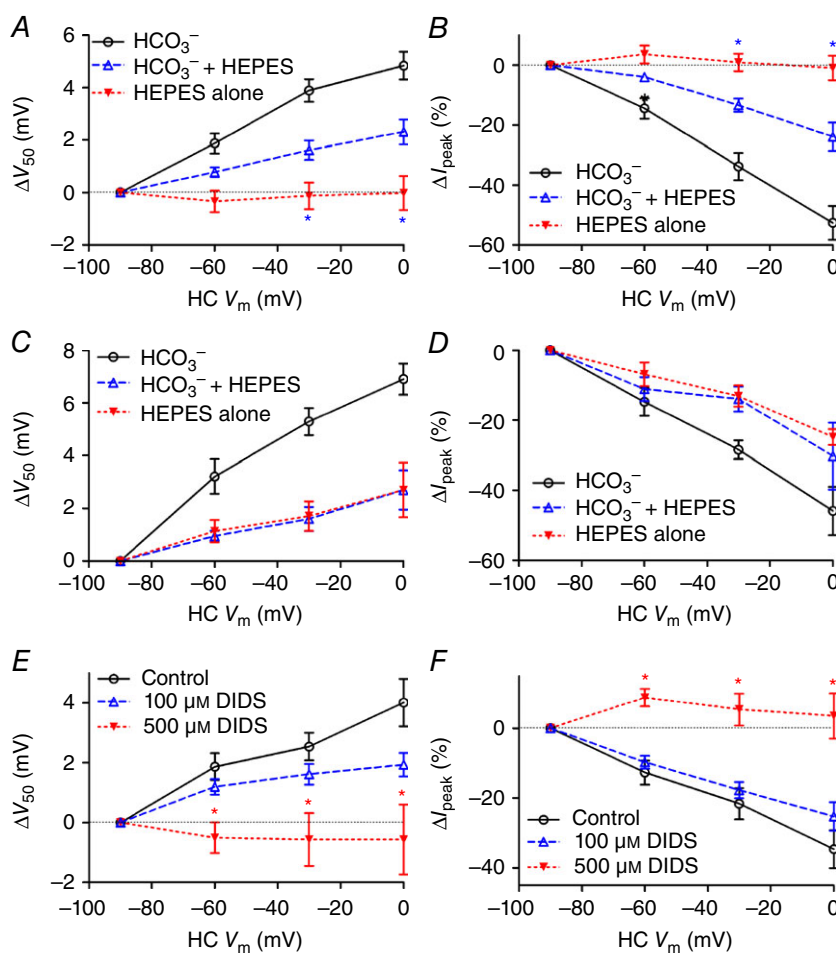 A
HCO₃⁻
HCO₃⁻ + HEPES
HEPES alone
ΔV₅₀ (mV)
6
4
2
0
–2
* *
–100 –80 –60 –40 –20 0
HC Vₘ (mV)
B
* *
ΔI_peak (%)
0
–20
–40
–60
HCO₃⁻
HCO₃⁻ + HEPES
HEPES alone
–100 –80 –60 –40 –20 0
HC Vₘ (mV)
C
HCO₃⁻
HCO₃⁻ + HEPES
HEPES alone
ΔV₅₀ (mV)
8
6
4
2
0
–100 –80 –60 –40 –20 0
HC Vₘ (mV)
D
ΔI_peak (%)
0
–20
–40
–60
HCO₃⁻
HCO₃⁻ + HEPES
HEPES alone
–100 –80 –60 –40 –20 0
HC Vₘ (mV)
E
Control
100 μM DIDS
500 μM DIDS
ΔV₅₀ (mV)
4
2
0
–2
* * *
–100 –80 –60 –40 –20 0
HC Vₘ (mV)
F
* * *
ΔI_peak (%)
0
–20
–40
Control
100 μM DIDS
500 μM DIDS
–100 –80 –60 –40 –20 0
HC Vₘ (mV)